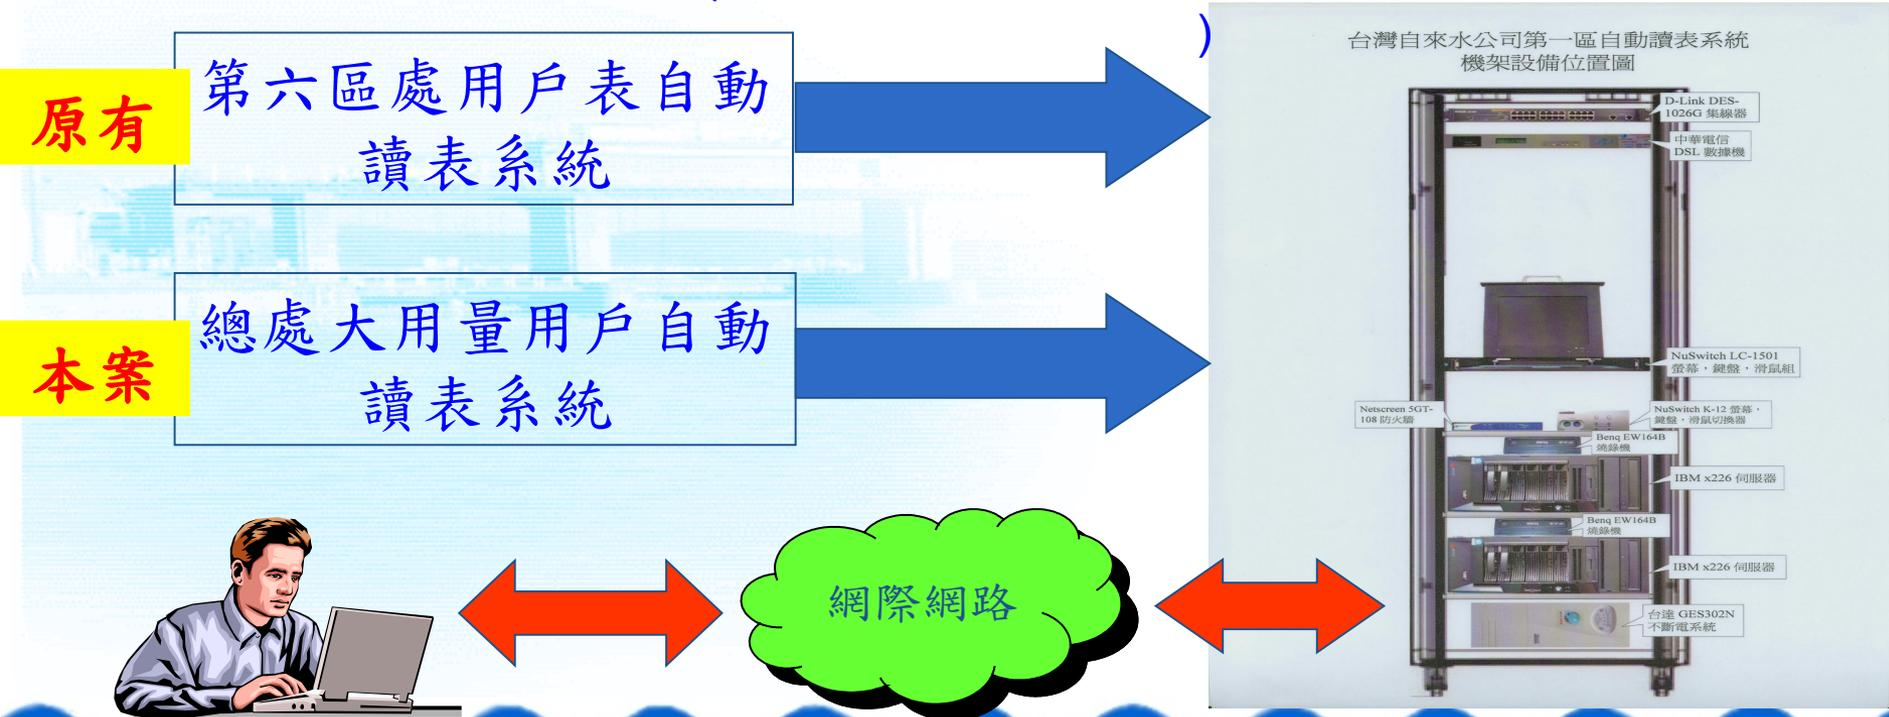 )
原有
第六區處用戶表自動
讀表系統
本案
總處大用量用戶自動
讀表系統
網際網路
台灣自來水公司第一區自動讀表系統
機架設備位置圖
D-Link DES-
1026G 集線器
中華電信
DSL 數據機
NuSwitch LC-1501
螢幕，鍵盤，滑鼠組
Netscreen 5GT-
108 防火牆
NuSwitch K-12 螢幕，
鍵盤，滑鼠切換器
Benq EW164B
燒錄機
IBM x226 伺服器
Benq EW164B
燒錄機
IBM x226 伺服器
台達 GES302N
不斷電系統